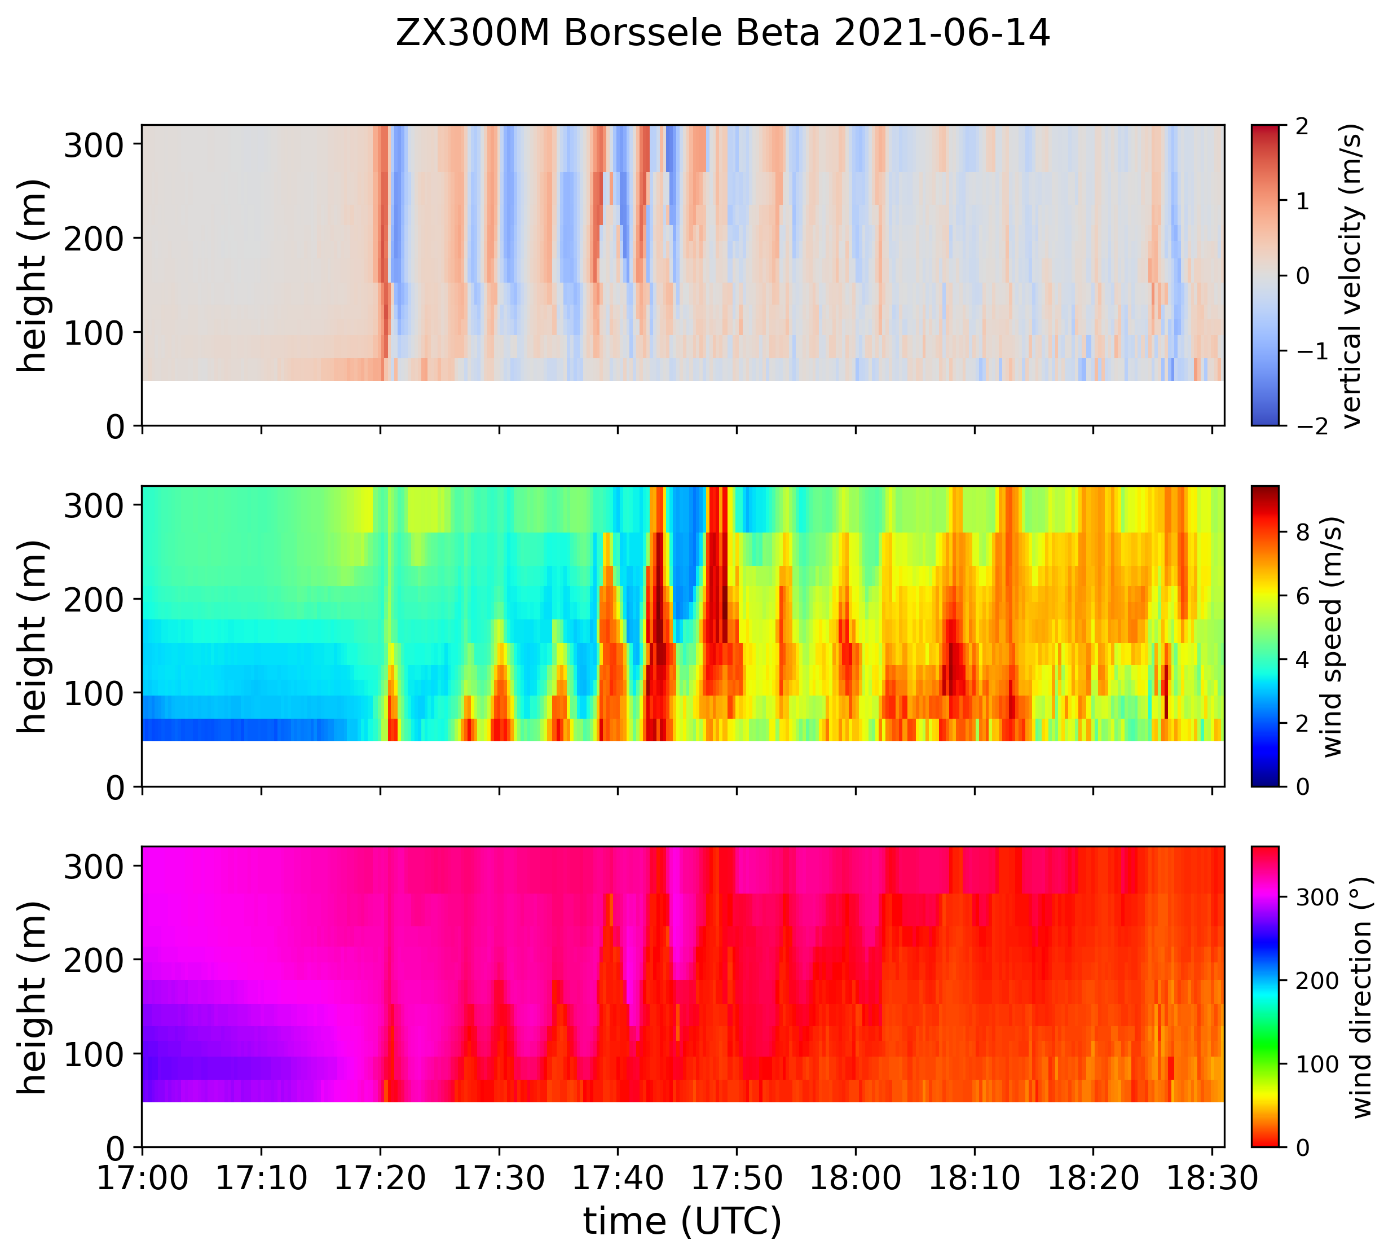 ZX300M Borssele Beta 2021-06-14
300
200
100
0
height (m)
2
1
0
−1
−2
vertical velocity (m/s)
300
200
100
0
height (m)
8
6
4
2
0
wind speed (m/s)
300
200
100
0
height (m)
300
200
100
0
wind direction (°)
17:00 17:10 17:20 17:30 17:40 17:50 18:00 18:10 18:20 18:30
time (UTC)